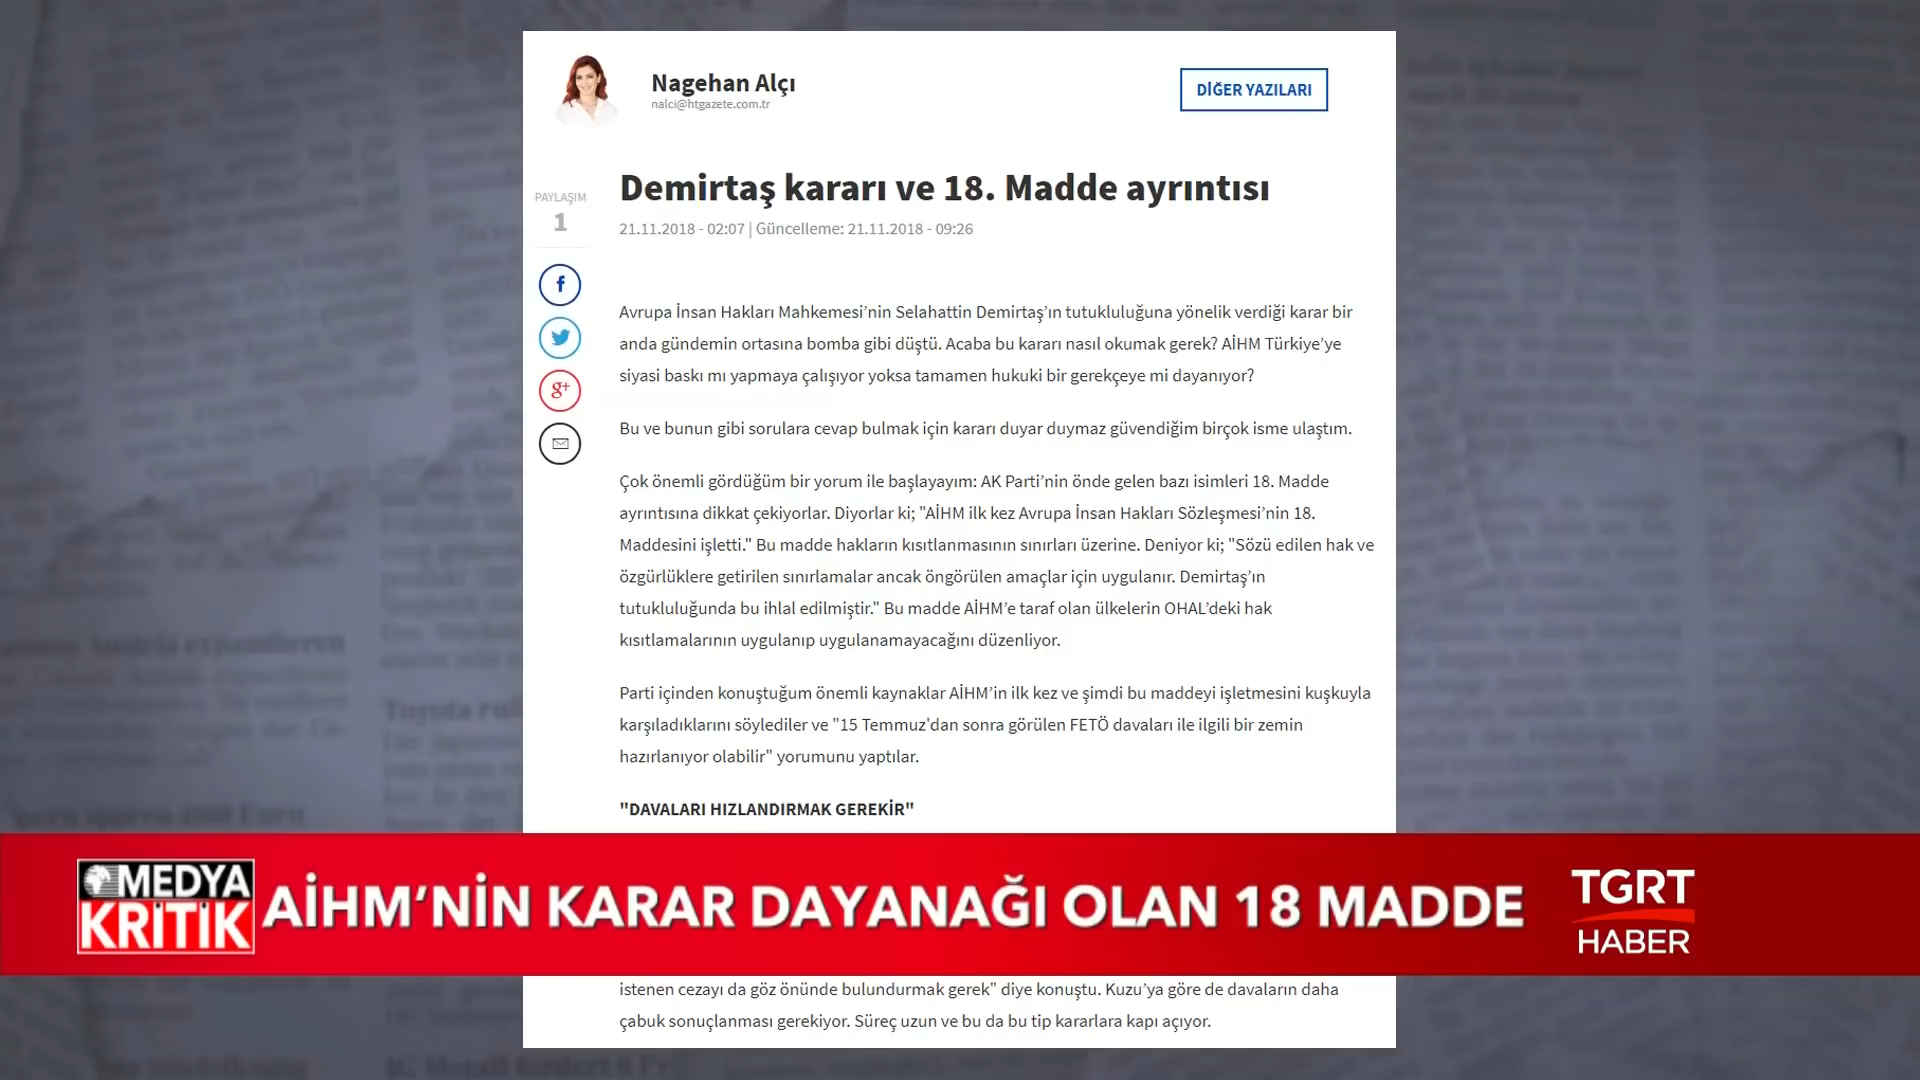 Nagehan Alçı
nalci@htgazete.com.tr
DİĞER YAZILARI
Demirtaş kararı ve 18. Madde ayrıntısı
21.11.2018 - 02:07 | Güncelleme: 21.11.2018 - 09:26
PAYLAŞIM
1
f
g+
Avrupa İnsan Hakları Mahkemesi’nin Selahattin Demirtaş’ın tutukluluğuna yönelik verdiği karar bir
anda gündemin ortasına bomba gibi düştü. Acaba bu kararı nasıl okumak gerek? AİHM Türkiye’ye
siyasi baskı mı yapmaya çalışıyor yoksa tamamen hukuki bir gerekçeye mi dayanıyor?
Bu ve bunun gibi sorulara cevap bulmak için kararı duyar duymaz güvendiğim birçok isme ulaştım.
Çok önemli gördüğüm bir yorum ile başlayayım: AK Parti’nin önde gelen bazı isimleri 18. Madde
ayrıntısına dikkat çekiyorlar. Diyorlar ki; "AİHM ilk kez Avrupa İnsan Hakları Sözleşmesi’nin 18.
Maddesini işletti." Bu madde hakların kısıtlanmasının sınırları üzerine. Deniyor ki; "Sözü edilen hak ve
özgürlüklere getirilen sınırlamalar ancak öngörülen amaçlar için uygulanır. Demirtaş’ın
tutukluluğunda bu ihlal edilmiştir." Bu madde AİHM’e taraf olan ülkelerin OHAL’deki hak
kısıtlamalarının uygulanıp uygulanamayacağını düzenliyor.
Parti içinden konuştuğum önemli kaynaklar AİHM’in ilk kez ve şimdi bu maddeyi işletmesini kuşkuyla
karşıladıklarını söylediler ve "15 Temmuz'dan sonra görülen FETÖ davaları ile ilgili bir zemin
hazırlanıyor olabilir" yorumunu yaptılar.
"DAVALARI HIZLANDIRMAK GEREKİR"
MEDYA
KRİTİK
AİHM’NİN KARAR DAYANAĞI OLAN 18 MADDE
TGRT
HABER
istenen cezayı da göz önünde bulundurmak gerek" diye konuştu. Kuzu’ya göre de davaların daha
çabuk sonuçlanması gerekiyor. Süreç uzun ve bu da bu tip kararlara kapı açıyor.